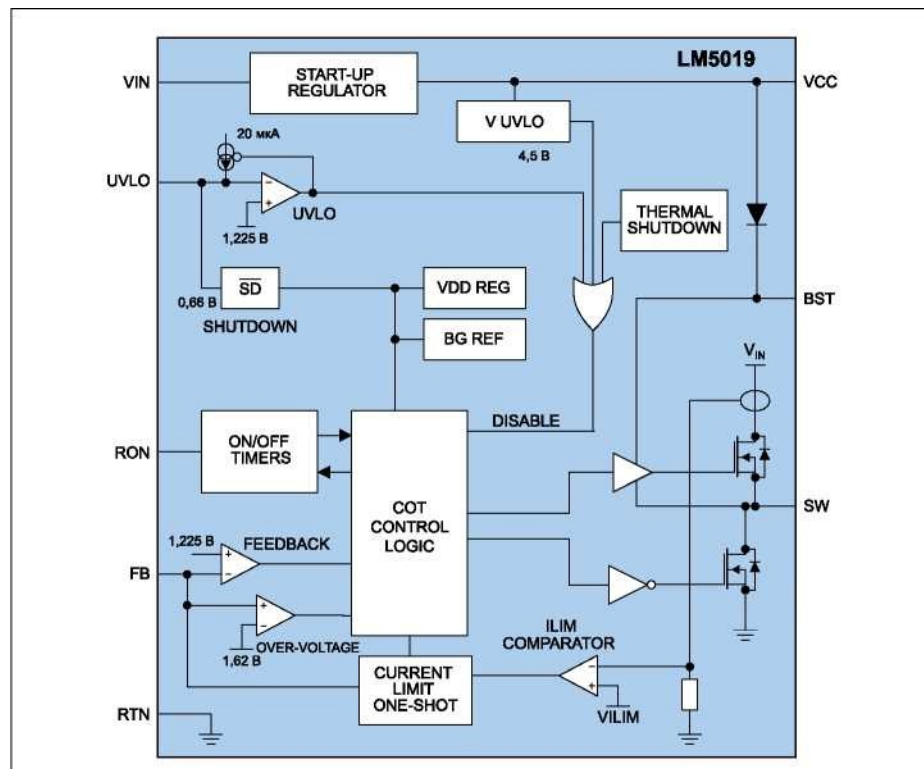 LM5019
VIN
START-UP
REGULATOR
VCC
V UVLO
4,5 В
20 мкА
UVLO
UVLO
1,225 В
THERMAL
SHUTDOWN
0,66 В
SD
SHUTDOWN
VDD REG
BG REF
BST
VIN
RON
ON/OFF
TIMERS
DISABLE
COT
CONTROL
LOGIC
SW
1,225 В
FEEDBACK
FB
1,62 В
OVER-VOLTAGE
ILIM
COMPARATOR
CURRENT
LIMIT
ONE-SHOT
VILIM
RTN